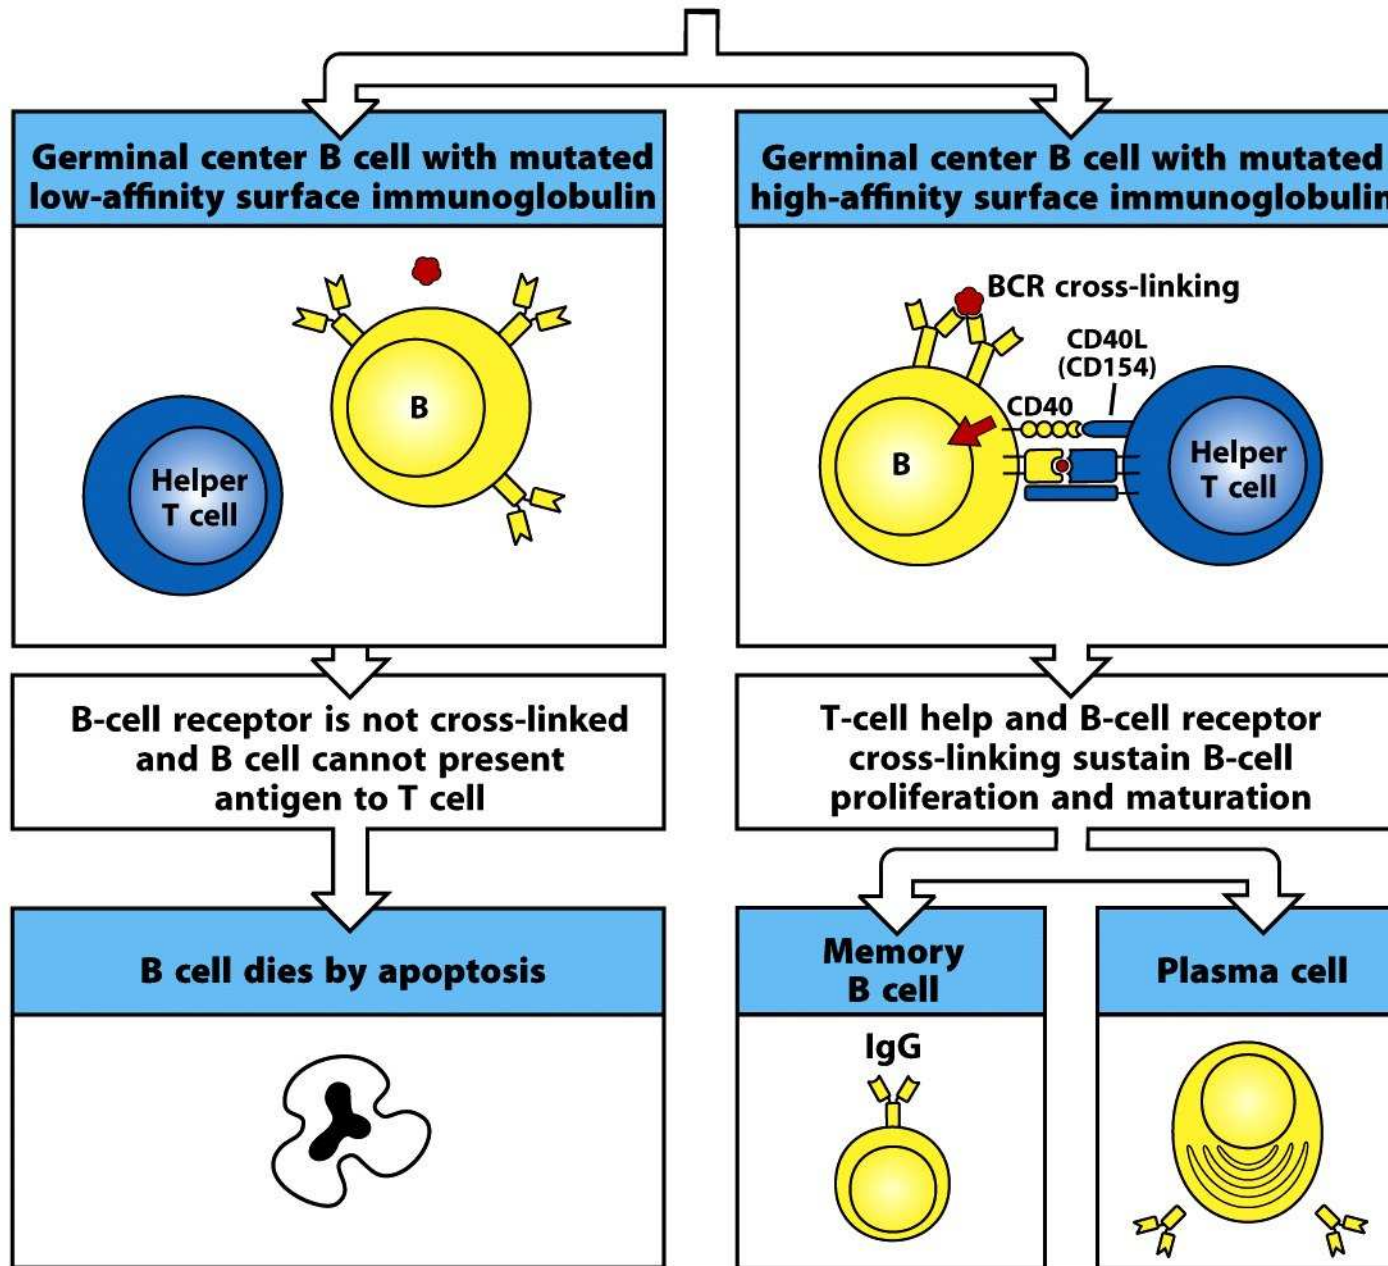 Germinal center B cell with mutated
low-affinity surface immunoglobulin
B
Helper
T cell
B-cell receptor is not cross-linked
and B cell cannot present
antigen to T cell
B cell dies by apoptosis
Germinal center B cell with mutated
high-affinity surface immunoglobulin
BCR cross-linking
CD40L
(CD154)
CD40
B
Helper
T cell
T-cell help and B-cell receptor
cross-linking sustain B-cell
proliferation and maturation
Memory
B cell
IgG
Plasma cell